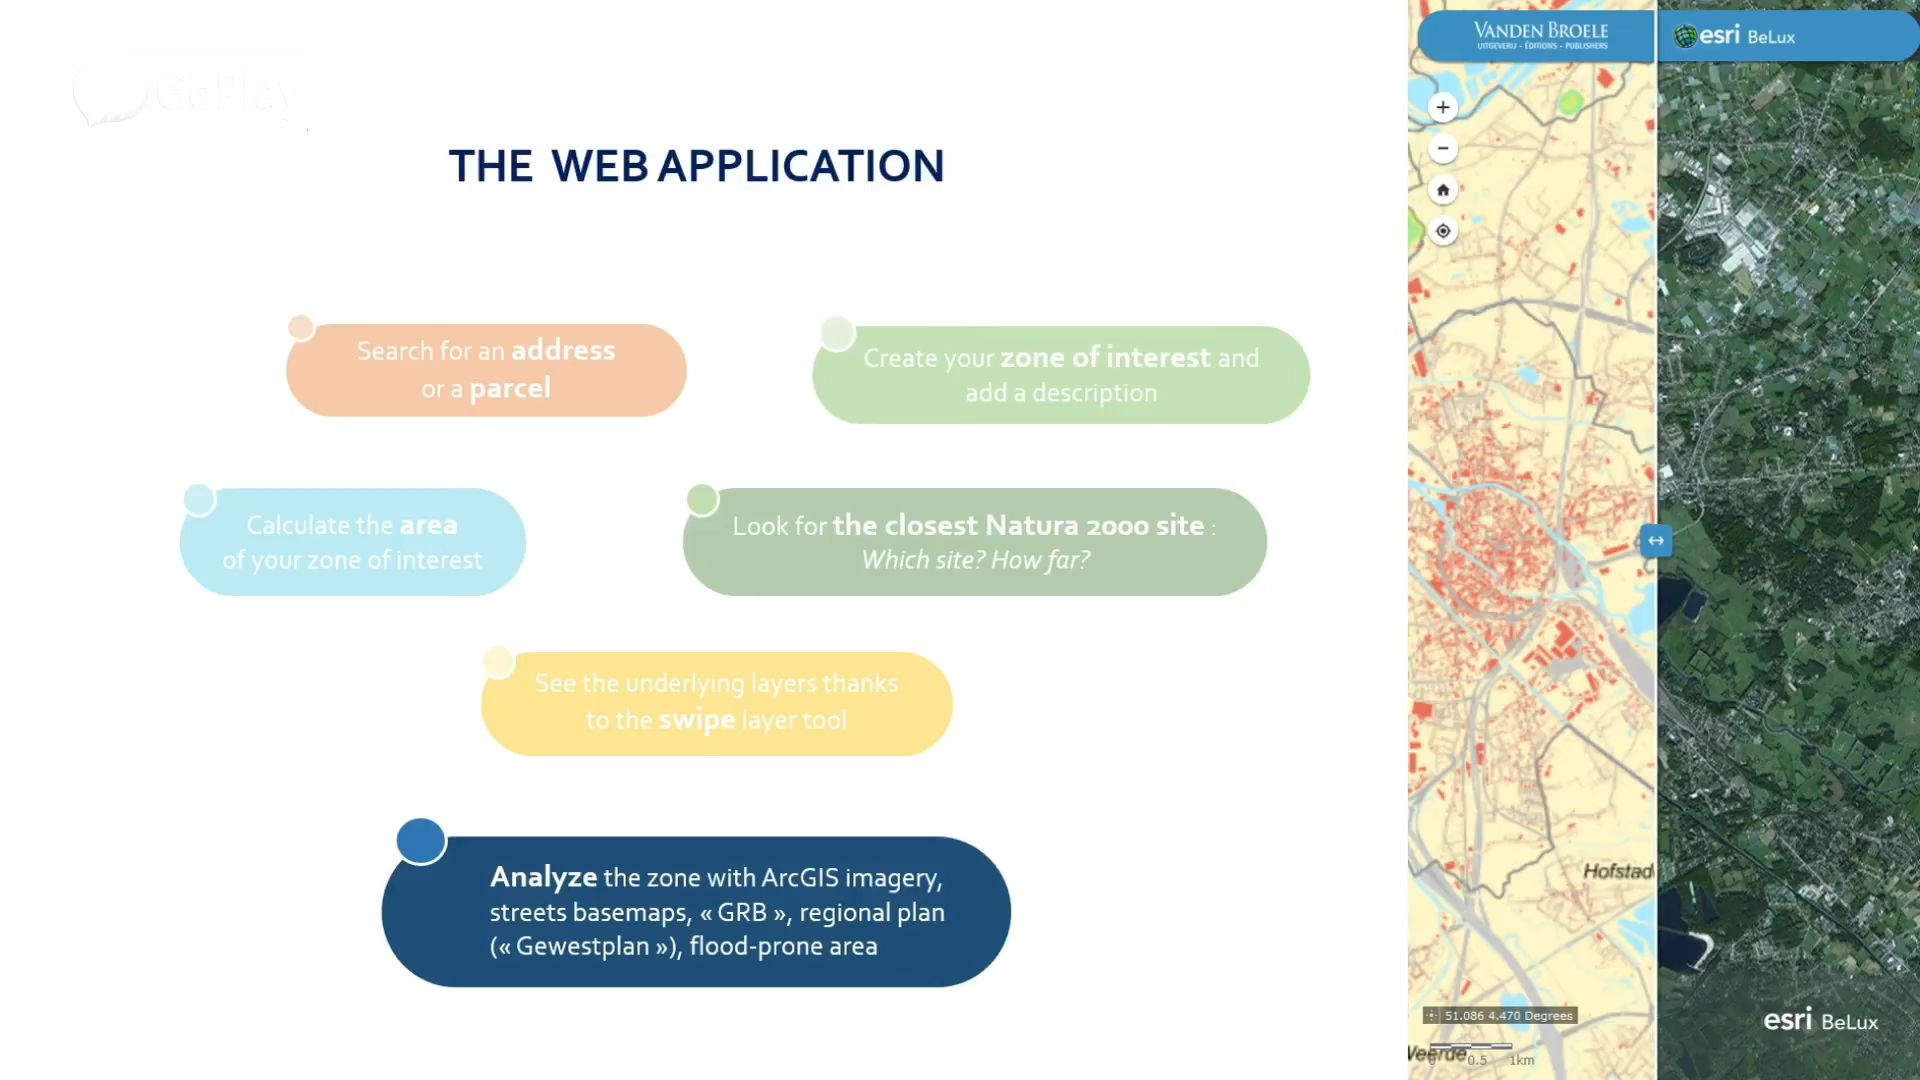 GoPlay
THE WEB APPLICATION
Search for an address
or a parcel
Create your zone of interest and
add a description
Calculate the area
of your zone of interest
Look for the closest Natura 2000 site :
Which site? How far?
See the underlying layers thanks
to the swipe layer tool
Analyze the zone with ArcGIS imagery,
streets basemaps, « GRB », regional plan
(« Gewestplan »), flood-prone area
VANDEN BROELE
UITGEVERIJ - ÉDITIONS - PUBLISHERS
esri BeLux
Hofstad
51.086 4.470 Degrees
Weerde
0 0.5 1km
esri BeLux